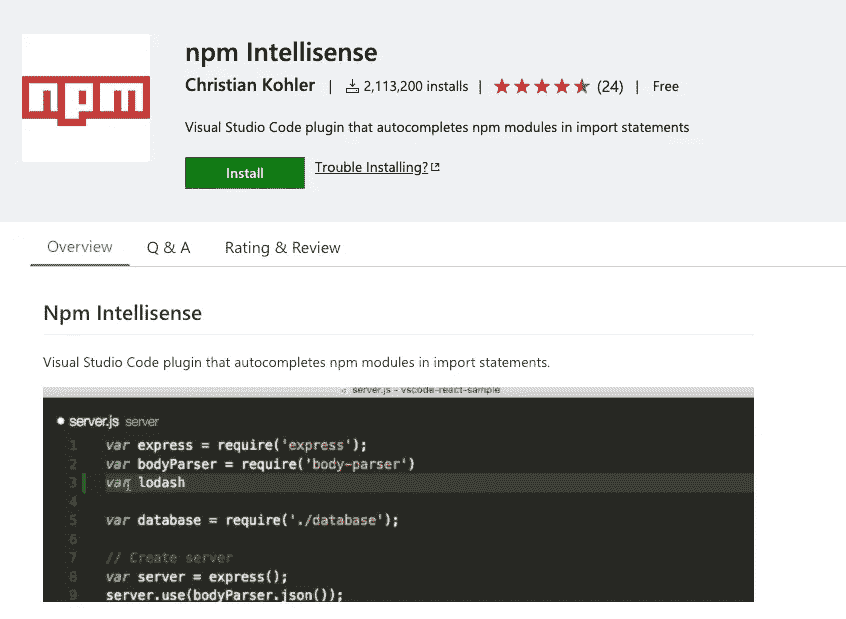 npm
npm Intellisense
Christian Kohler | 2,113,200 installs | (24) | Free
Visual Studio Code plugin that autocompletes npm modules in import statements
Install Trouble Installing?
Overview Q & A Rating & Review
Npm Intellisense
Visual Studio Code plugin that autocompletes npm modules in import statements.
server.js - vscode-react-sample
server.js server
1 var express = require('express');
2 var bodyParser = require('body-parser')
3 var lodash
4
5 var database = require('./database');
6
7 // Create server
8 var server = express();
9 server.use(bodyParser.json());